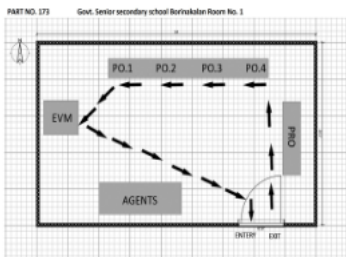 PART NO. 173 Govt. Senior secondary school Borinakalan Room No. 1
PO.1 PO.2 PO.3 PO.4
EVM
PRO
AGENTS
ENTERY EXIT